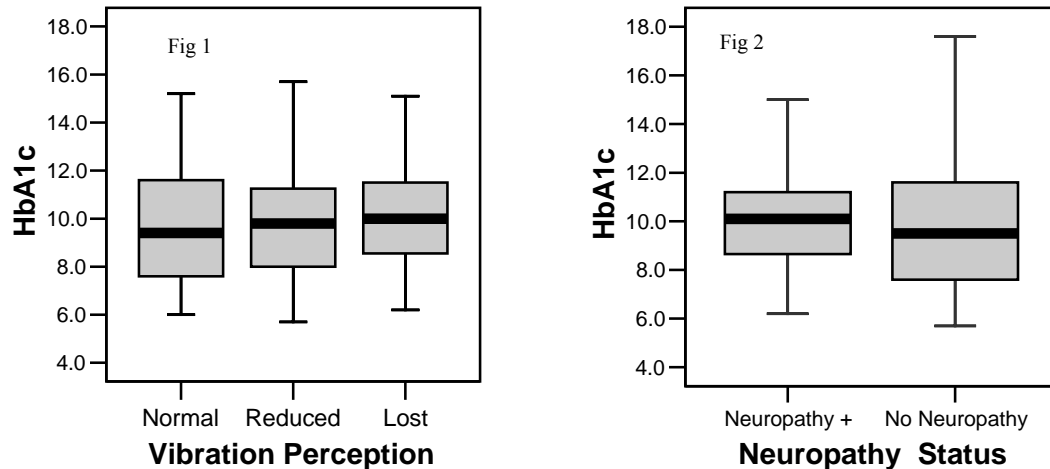 Fig 1
HbA1c
18.0
16.0
14.0
12.0
10.0
8.0
6.0
4.0
Normal Reduced Lost
Vibration Perception
Fig 2
HbA1c
18.0
16.0
14.0
12.0
10.0
8.0
6.0
4.0
Neuropathy + No Neuropathy
Neuropathy Status